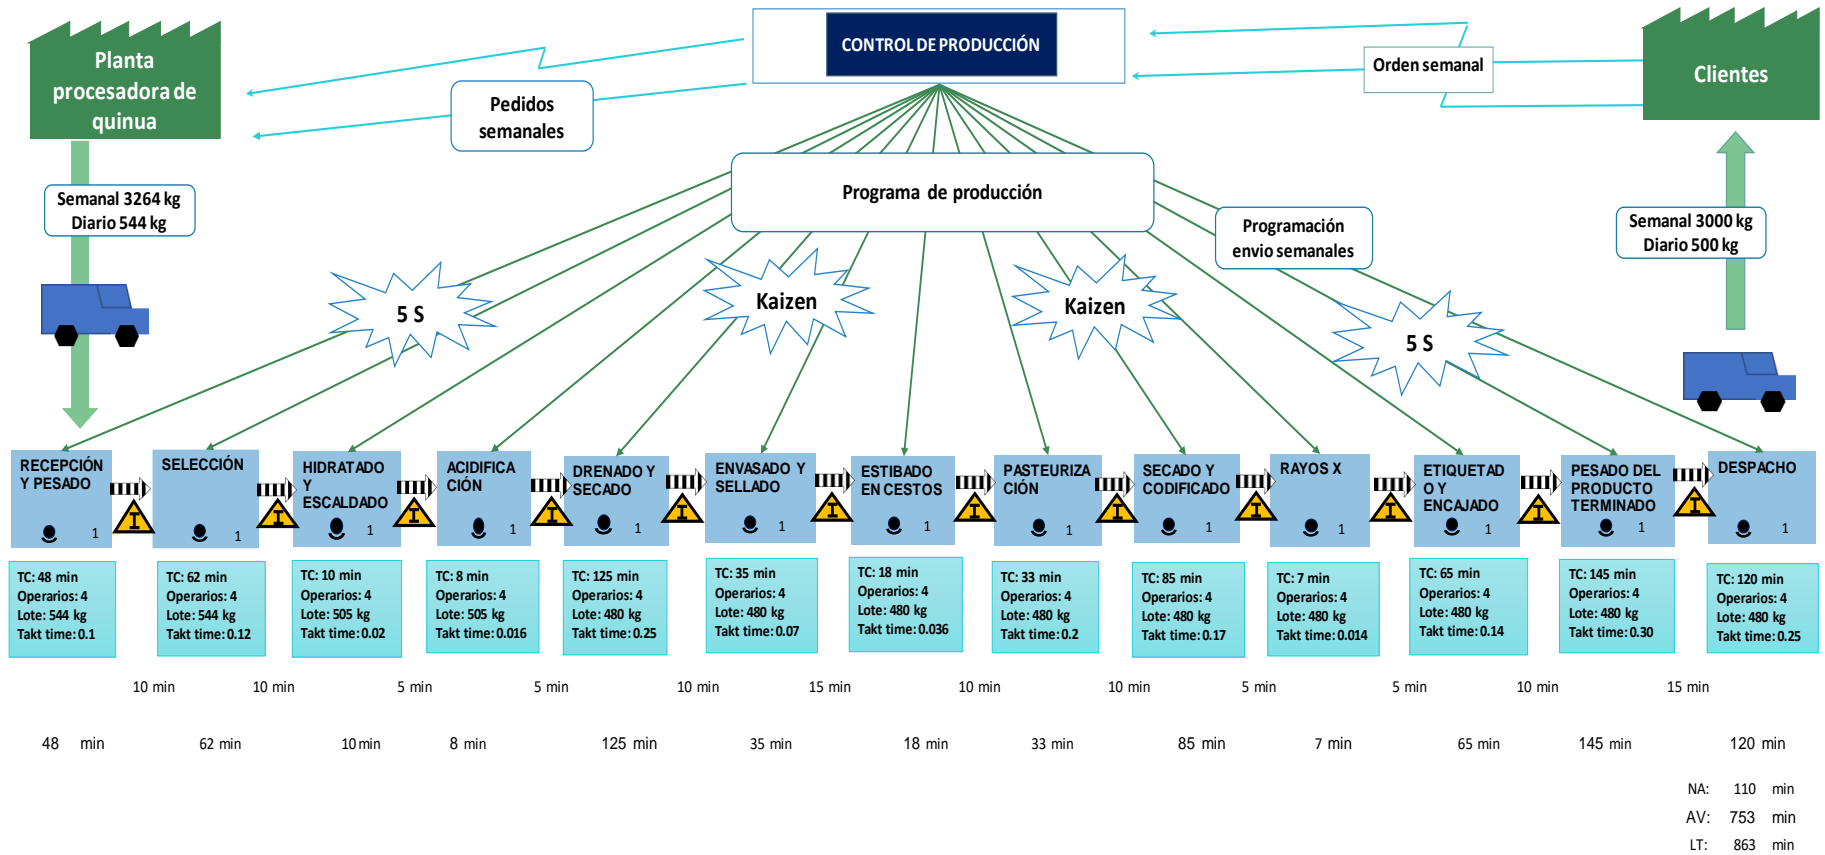 Planta
procesadora de
quinua
CONTROL DE PRODUCCIÓN
Clientes
Orden semanal
Pedidos
semanales
Programa de producción
Semanal 3264 kg
Diario 544 kg
Programación
envio semanales
Semanal 3000 kg
Diario 500 kg
5 S
Kaizen
Kaizen
5 S
RECEPCIÓN
Y PESADO
1
SELECCIÓN
1
HIDRATADO
Y
ESCALDADO
1
ACIDIFICA
CIÓN
1
DRENADO Y
SECADO
1
ENVASADO Y
SELLADO
1
ESTIBADO
EN CESTOS
1
PASTEURIZA
CIÓN
1
SECADO Y
CODIFICADO
1
RAYOS X
1
ETIQUETAD
O Y
ENCAJADO
1
PESADO DEL
PRODUCTO
TERMINADO
1
DESPACHO
1
I
I
I
I
I
I
I
I
I
I
I
I
TC: 48 min
Operarios: 4
Lote: 544 kg
Takt time: 0.1
TC: 62 min
Operarios: 4
Lote: 544 kg
Takt time: 0.12
TC: 10 min
Operarios: 4
Lote: 505 kg
Takt time: 0.02
TC: 8 min
Operarios: 4
Lote: 505 kg
Takt time: 0.016
TC: 125 min
Operarios: 4
Lote: 480 kg
Takt time: 0.25
TC: 35 min
Operarios: 4
Lote: 480 kg
Takt time: 0.07
TC: 18 min
Operarios: 4
Lote: 480 kg
Takt time: 0.036
TC: 33 min
Operarios: 4
Lote: 480 kg
Takt time: 0.2
TC: 85 min
Operarios: 4
Lote: 480 kg
Takt time: 0.17
TC: 7 min
Operarios: 4
Lote: 480 kg
Takt time: 0.014
TC: 65 min
Operarios: 4
Lote: 480 kg
Takt time: 0.14
TC: 145 min
Operarios: 4
Lote: 480 kg
Takt time: 0.30
TC: 120 min
Operarios: 4
Lote: 480 kg
Takt time: 0.25
10 min 10 min 5 min 5 min 10 min 15 min 10 min 10 min 5 min 5 min 10 min 15 min
48 min 62 min 10 min 8 min 125 min 35 min 18 min 33 min 85 min 7 min 65 min 145 min 120 min
NA: 110 min
AV: 753 min
LT: 863 min